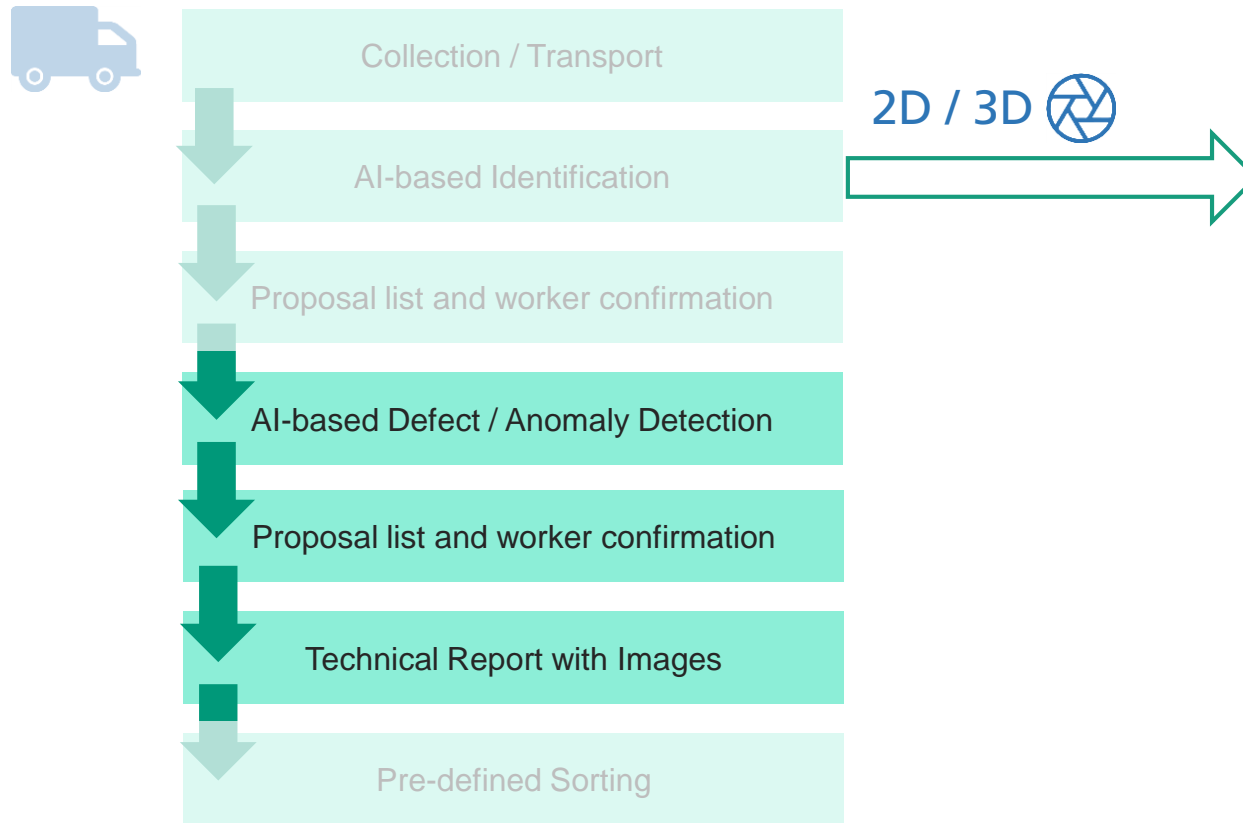 Collection / Transport
2D / 3D
AI-based Identification
Proposal list and worker confirmation
AI-based Defect / Anomaly Detection
Proposal list and worker confirmation
Technical Report with Images
Pre-defined Sorting